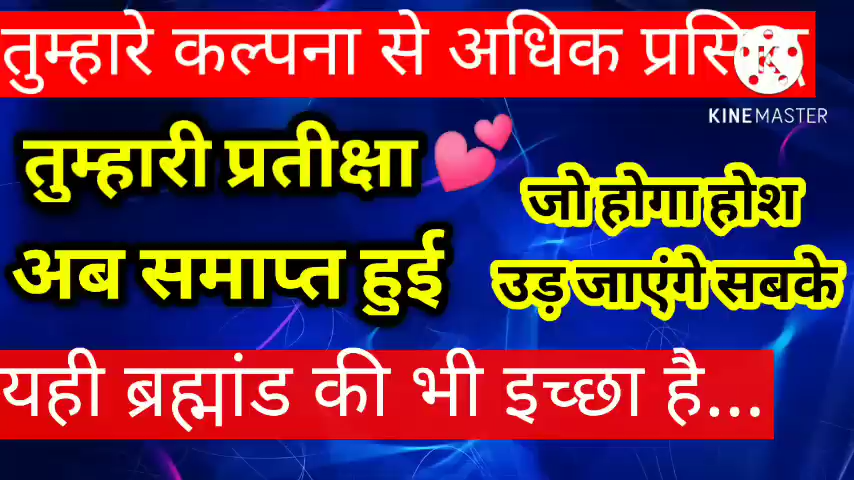 तुम्हारे कल्पना से अधिक
KINEMASTER
तुम्हारी प्रतीक्षा
अब समाप्त हुई
जो होगा होश
उड़ जाएंगे सबके
यही ब्रह्मांड की भी इच्छा है...